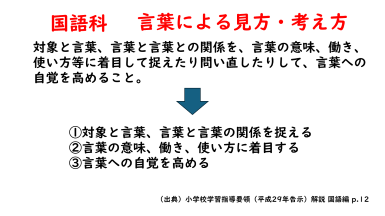 国語科　言葉による見方・考え方
対象と言葉、言葉と言葉との関係を、言葉の意味、働き、
使い方等に着目して捉えたり問い直したりして、言葉への
自覚を高めること。
①対象と言葉、言葉と言葉の関係を捉える
②言葉の意味、働き、使い方に着目する
③言葉への自覚を高める
（出典）小学校学習指導要領（平成29年告示）解説 国語編 p.12